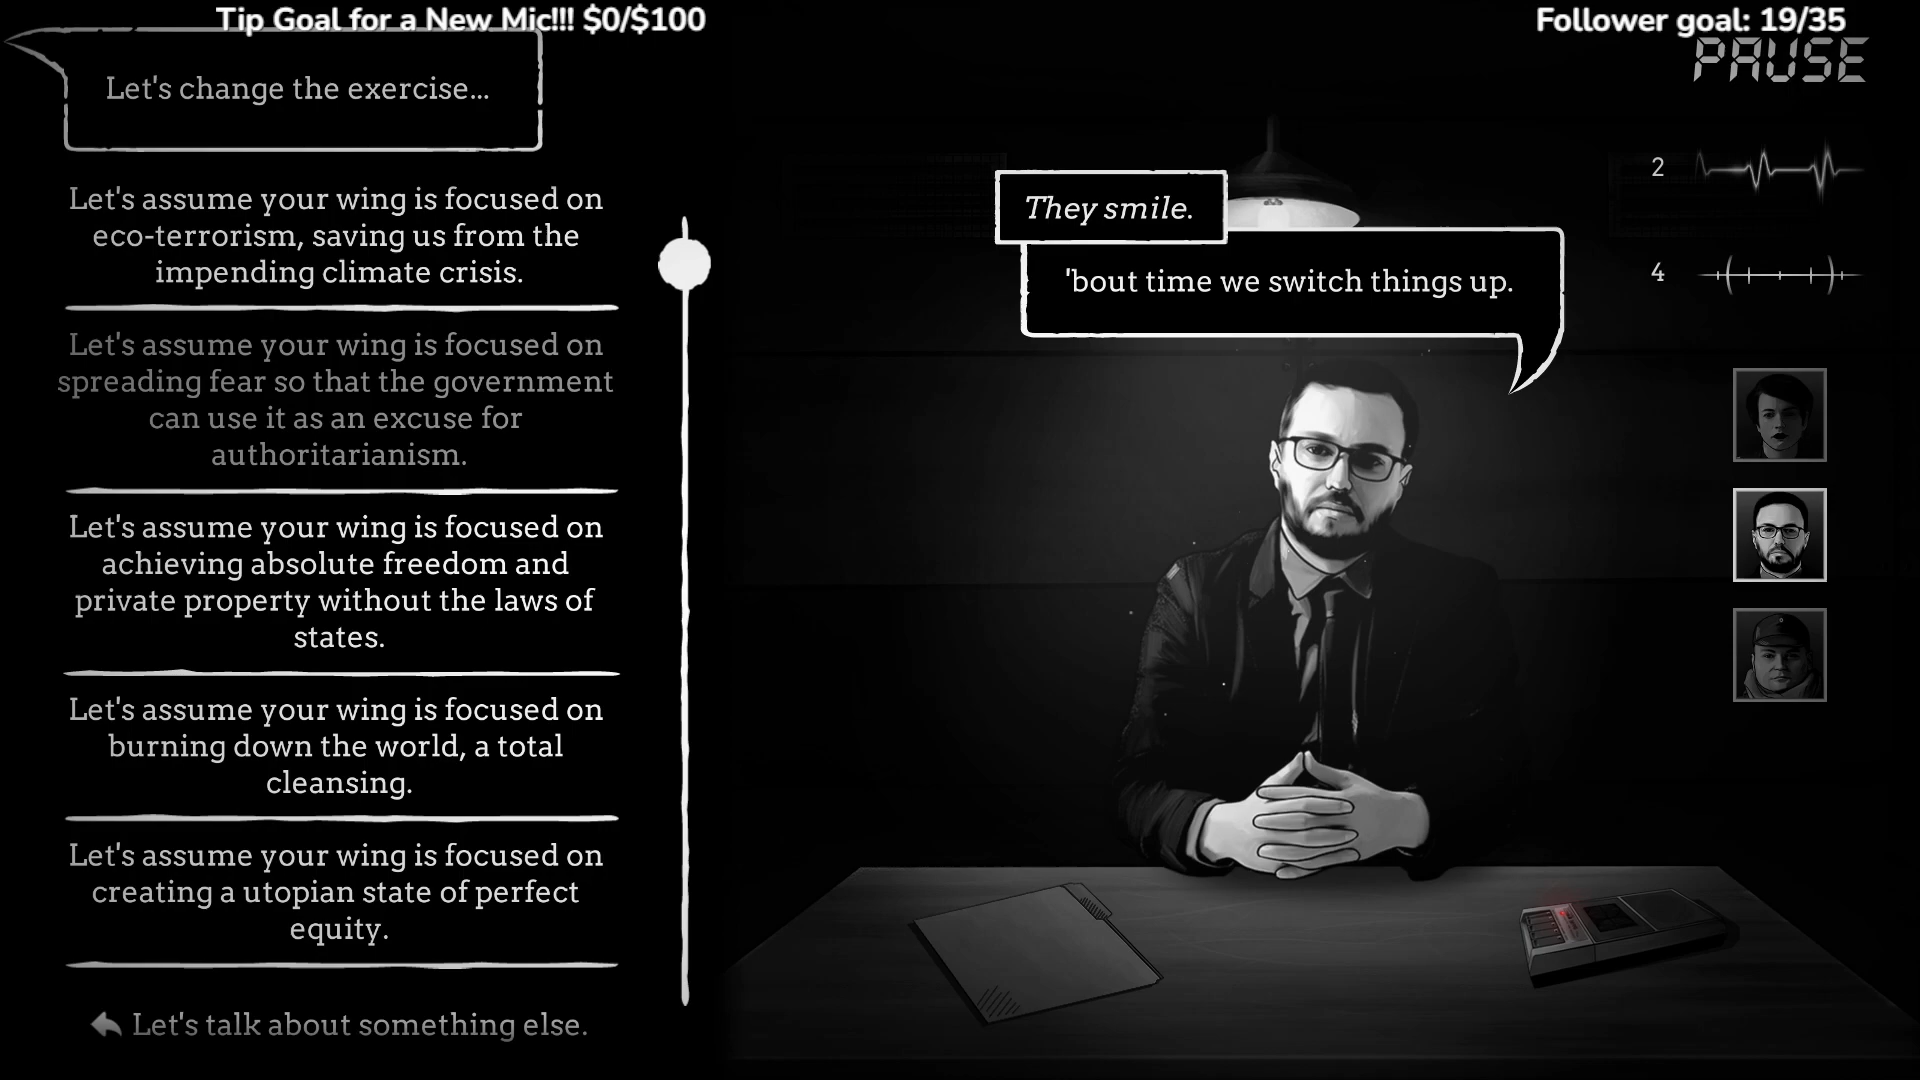 Tip Goal for a New Mic!!! $0/$100
Follower goal: 19/35
PAUSE
Let's change the exercise...
Let's assume your wing is focused on
eco-terrorism, saving us from the
impending climate crisis.
Let's assume your wing is focused on
spreading fear so that the government
can use it as an excuse for
authoritarianism.
Let's assume your wing is focused on
achieving absolute freedom and
private property without the laws of
states.
Let's assume your wing is focused on
burning down the world, a total
cleansing.
Let's assume your wing is focused on
creating a utopian state of perfect
equity.
Let's talk about something else.
They smile.
'bout time we switch things up.
2
4